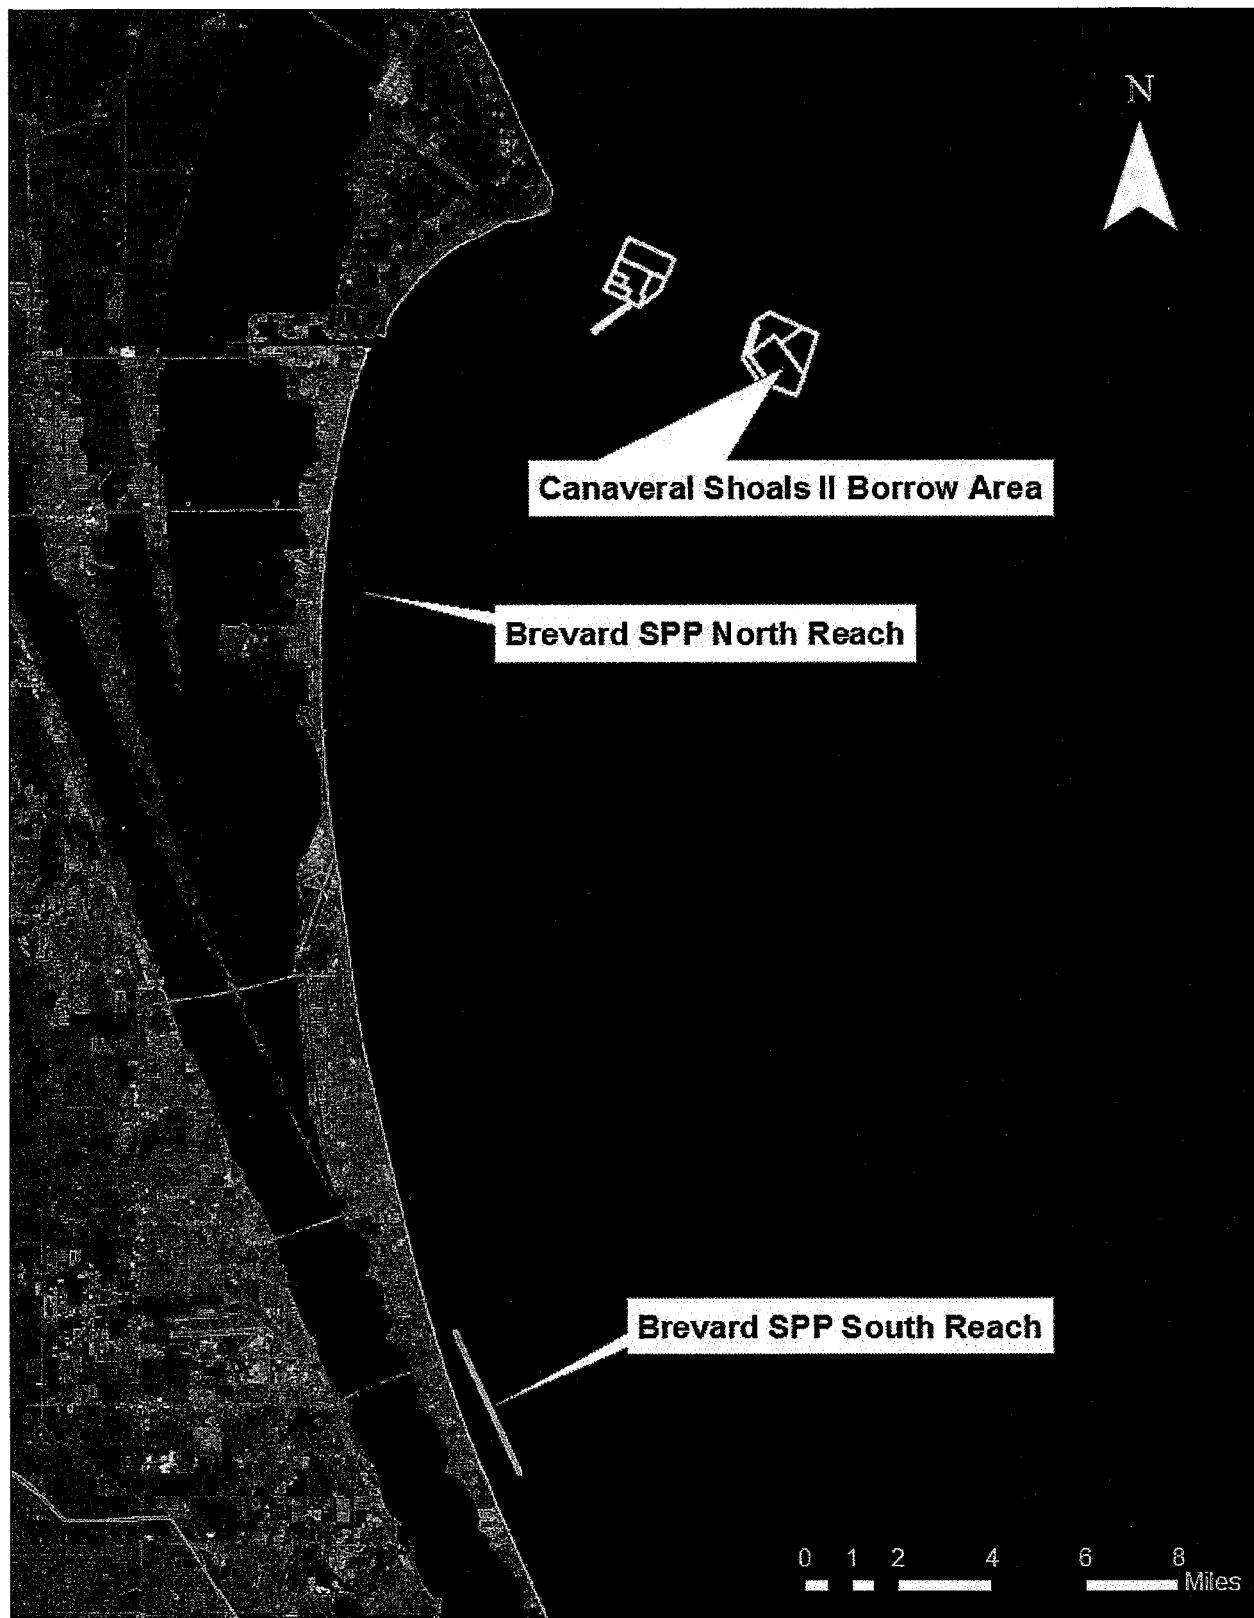 N
Canaveral Shoals II Borrow Area
Brevard SPP North Reach
Brevard SPP South Reach
0 1 2 4 6 8
Miles